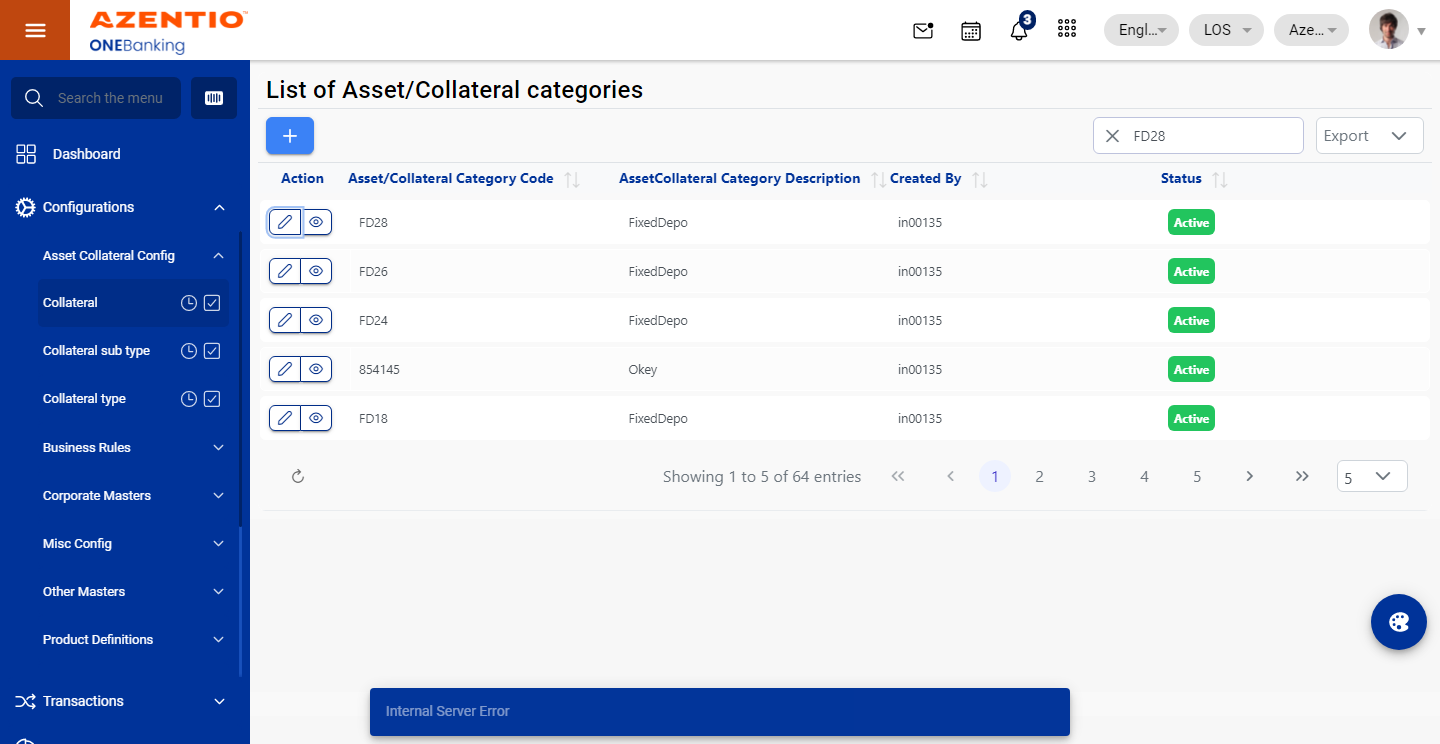 AZENTIO™
ONEBanking
3
Engl...
LOS
Aze...
Search the menu
Dashboard
Configurations
Asset Collateral Config
Collateral
Collateral sub type
Collateral type
Business Rules
Corporate Masters
Misc Config
Other Masters
Product Definitions
Transactions
List of Asset/Collateral categories
FD28
Export
Action Asset/Collateral Category Code AssetCollateral Category Description Created By Status
FD28 FixedDepo in00135 Active
FD26 FixedDepo in00135 Active
FD24 FixedDepo in00135 Active
854145 Okey in00135 Active
FD18 FixedDepo in00135 Active
Showing 1 to 5 of 64 entries 1 2 3 4 5 5
Internal Server Error